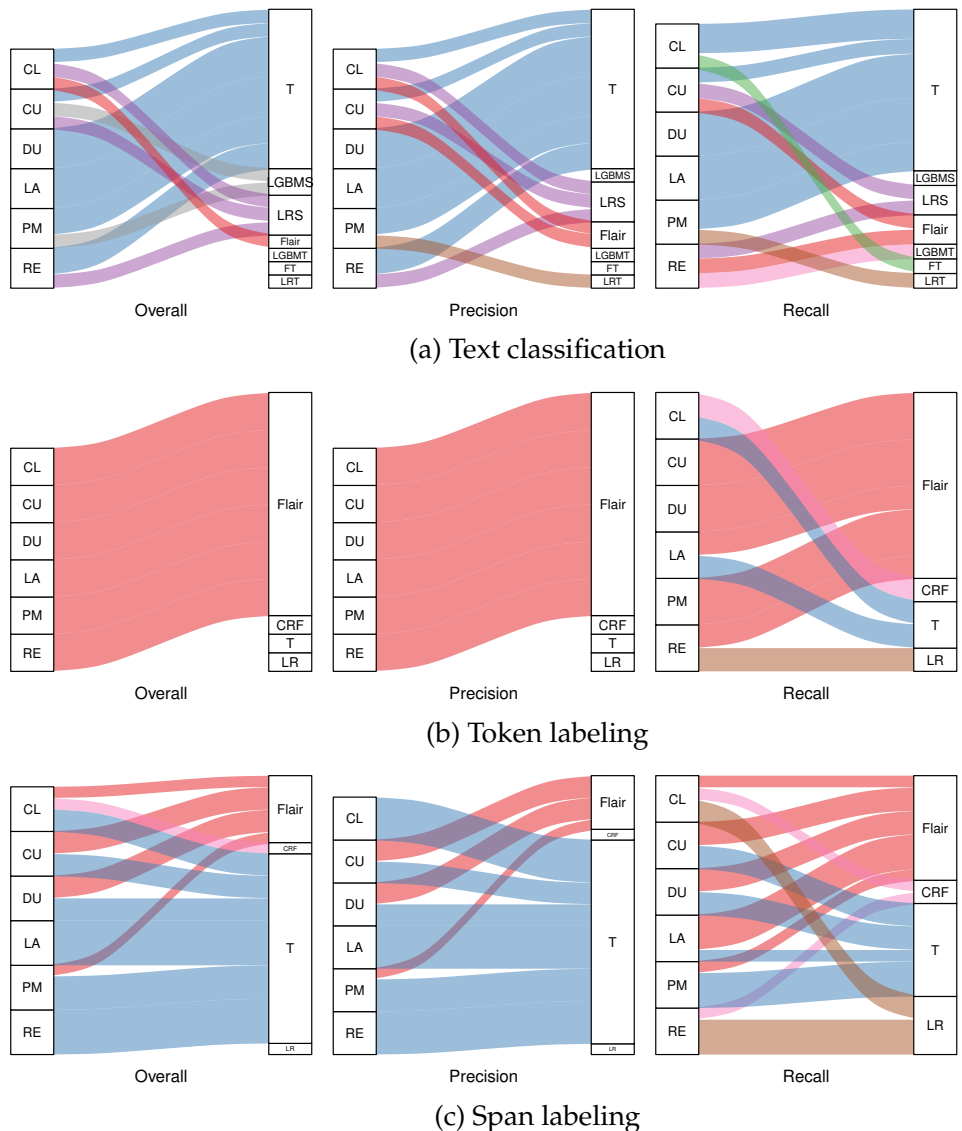 CL
CU
DU
LA
PM
RE
T
LGBMS
LRS
Flair
LGBMT
FT
LRT
Overall
CL
CU
DU
LA
PM
RE
T
LGBMS
LRS
Flair
LGBMT
FT
LRT
Precision
CL
CU
DU
LA
PM
RE
T
LGBMS
LRS
Flair
LGBMT
FT
LRT
Recall
(a) Text classification
CL
CU
DU
LA
PM
RE
Flair
CRF
T
LR
Overall
CL
CU
DU
LA
PM
RE
Flair
CRF
T
LR
Precision
CL
CU
DU
LA
PM
RE
Flair
CRF
T
LR
Recall
(b) Token labeling
CL
CU
DU
LA
PM
RE
Flair
CRF
T
LR
Overall
CL
CU
DU
LA
PM
RE
Flair
CRF
T
LR
Precision
CL
CU
DU
LA
PM
RE
Flair
CRF
T
LR
Recall
(c) Span labeling